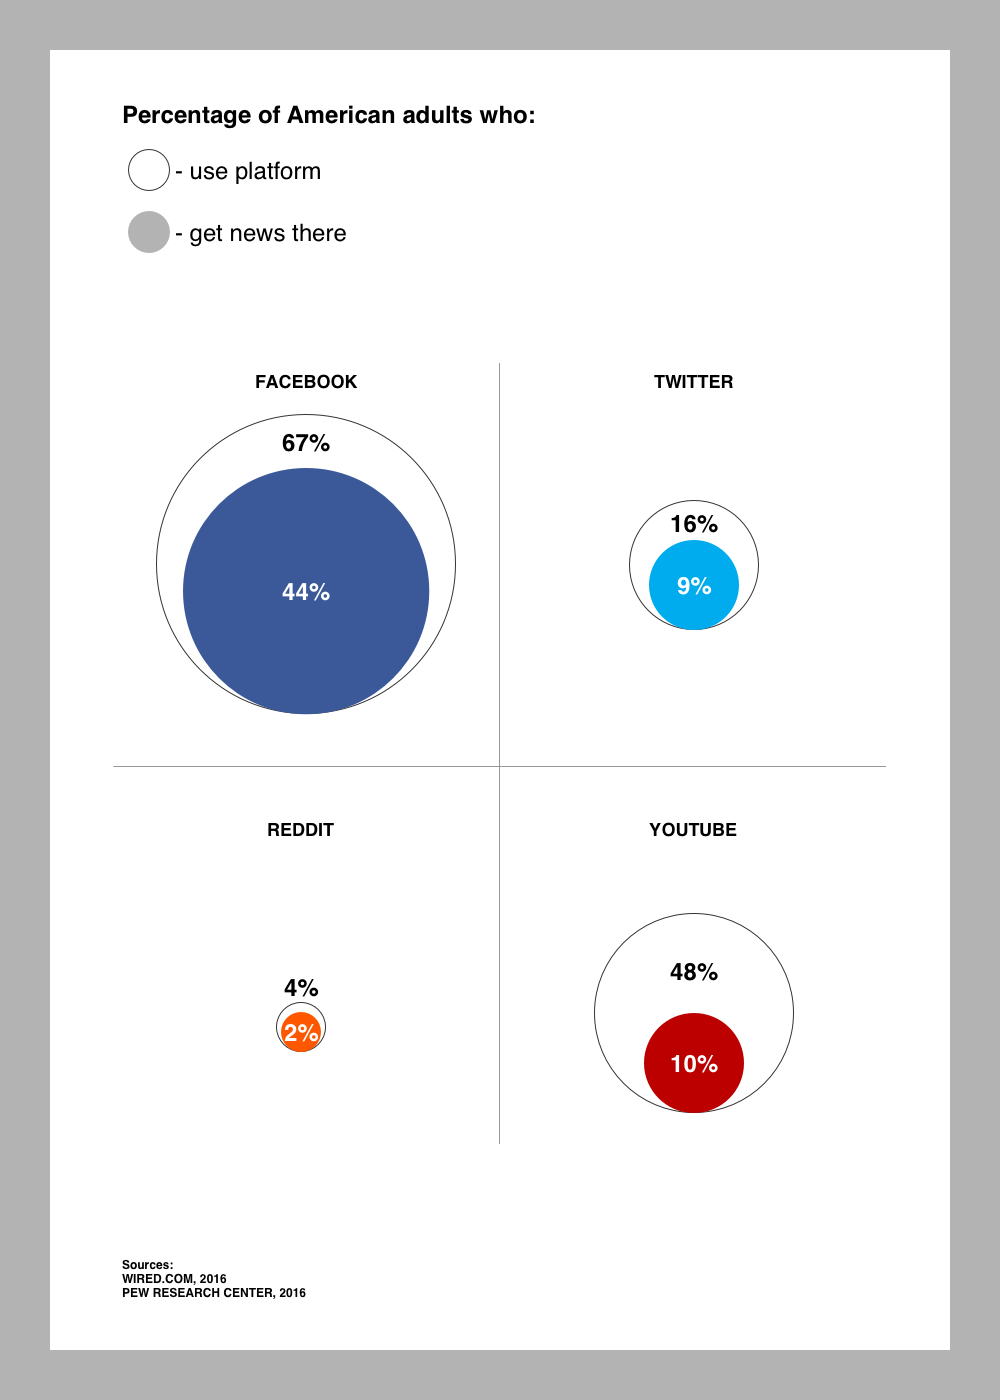 Percentage of American adults who:
- use platform
- get news there
FACEBOOK
67%
44%
TWITTER
16%
9%
REDDIT
4%
2%
YOUTUBE
48%
10%
Sources:
WIRED.COM, 2016
PEW RESEARCH CENTER, 2016